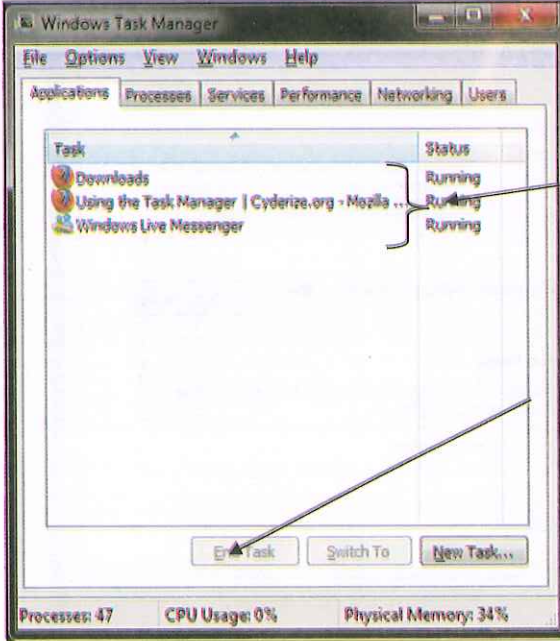 Windows Task Manager
File Options View Windows Help
Applications Processes Services Performance Networking Users
Task Status
Downloads Running
Using the Task Manager | Cyderize.org - Mozilla ... Running
Windows Live Messenger Running
End Task Switch To New Task...
Processes: 47 CPU Usage: 0% Physical Memory: 34%